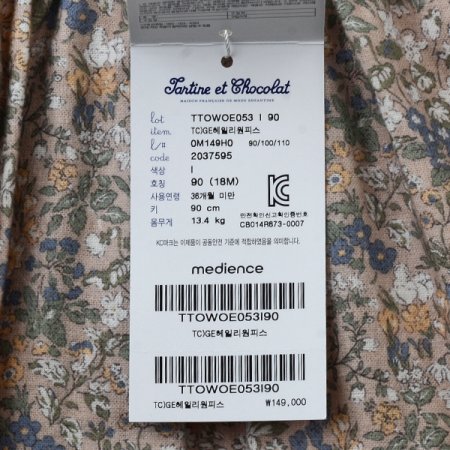 Tartine et Chocolat
MAISON FRANÇAISE DE MODE ENFANTINE
lot TTOWOE053 I 90
item TC)GE헤일리원피스
l/# 0M149H0 90/100/110
code 2037595
색상 I
호칭 90 (18M)
사용연령 36개월 미만
키 90 cm
몸무게 13.4 kg
안전확인신고확인증번호
CB014R873-0007
KC마크는 이제품이 공통안전 기준에 적합하였음을 의미합니다.
medience
TTOWOE053I90
TC)GE헤일리원피스
TTOWOE053I90
TC)GE헤일리원피스 ₩149,000